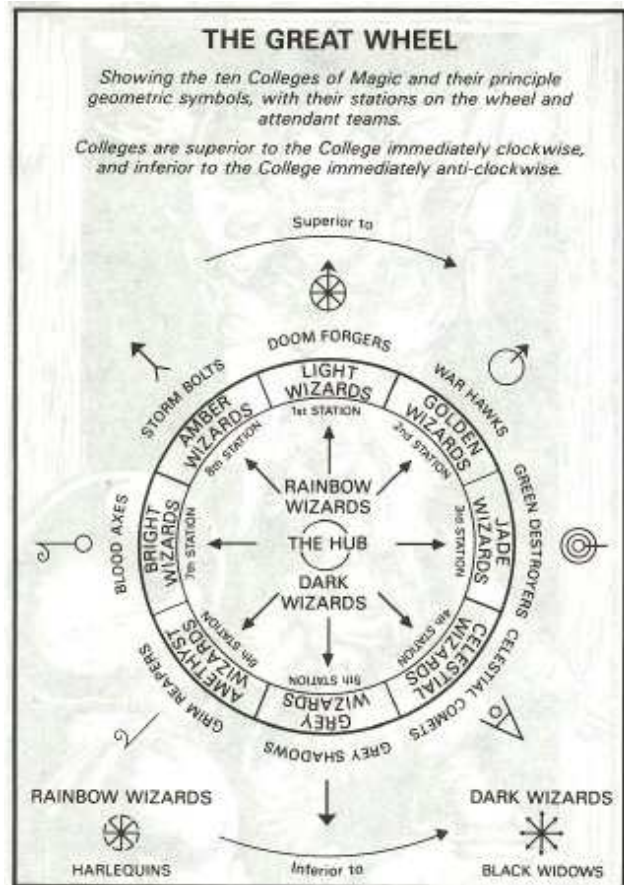 THE GREAT WHEEL
Showing the ten Colleges of Magic and their principle
geometric symbols, with their stations on the wheel and
attendant teams.
Colleges are superior to the College immediately clockwise,
and inferior to the College immediately anti-clockwise.
Superior to
DOOM FORGERS
LIGHT
WIZARDS
1st STATION
WAR HAWKS
GOLDEN
WIZARDS
2nd STATION
GREEN DESTROYERS
JADE
WIZARDS
3rd STATION
CELESTIAL COMETS
CELESTIAL
WIZARDS
4th STATION
GREY SHADOWS
GREY
WIZARDS
5th STATION
GRIM REAPERS
AMETHYST
WIZARDS
6th STATION
BLOOD AXES
BRIGHT
WIZARDS
7th STATION
STORM BOLTS
AMBER
WIZARDS
8th STATION
RAINBOW
WIZARDS
THE HUB
DARK
WIZARDS
RAINBOW WIZARDS
HARLEQUINS
Inferior to
DARK WIZARDS
BLACK WIDOWS